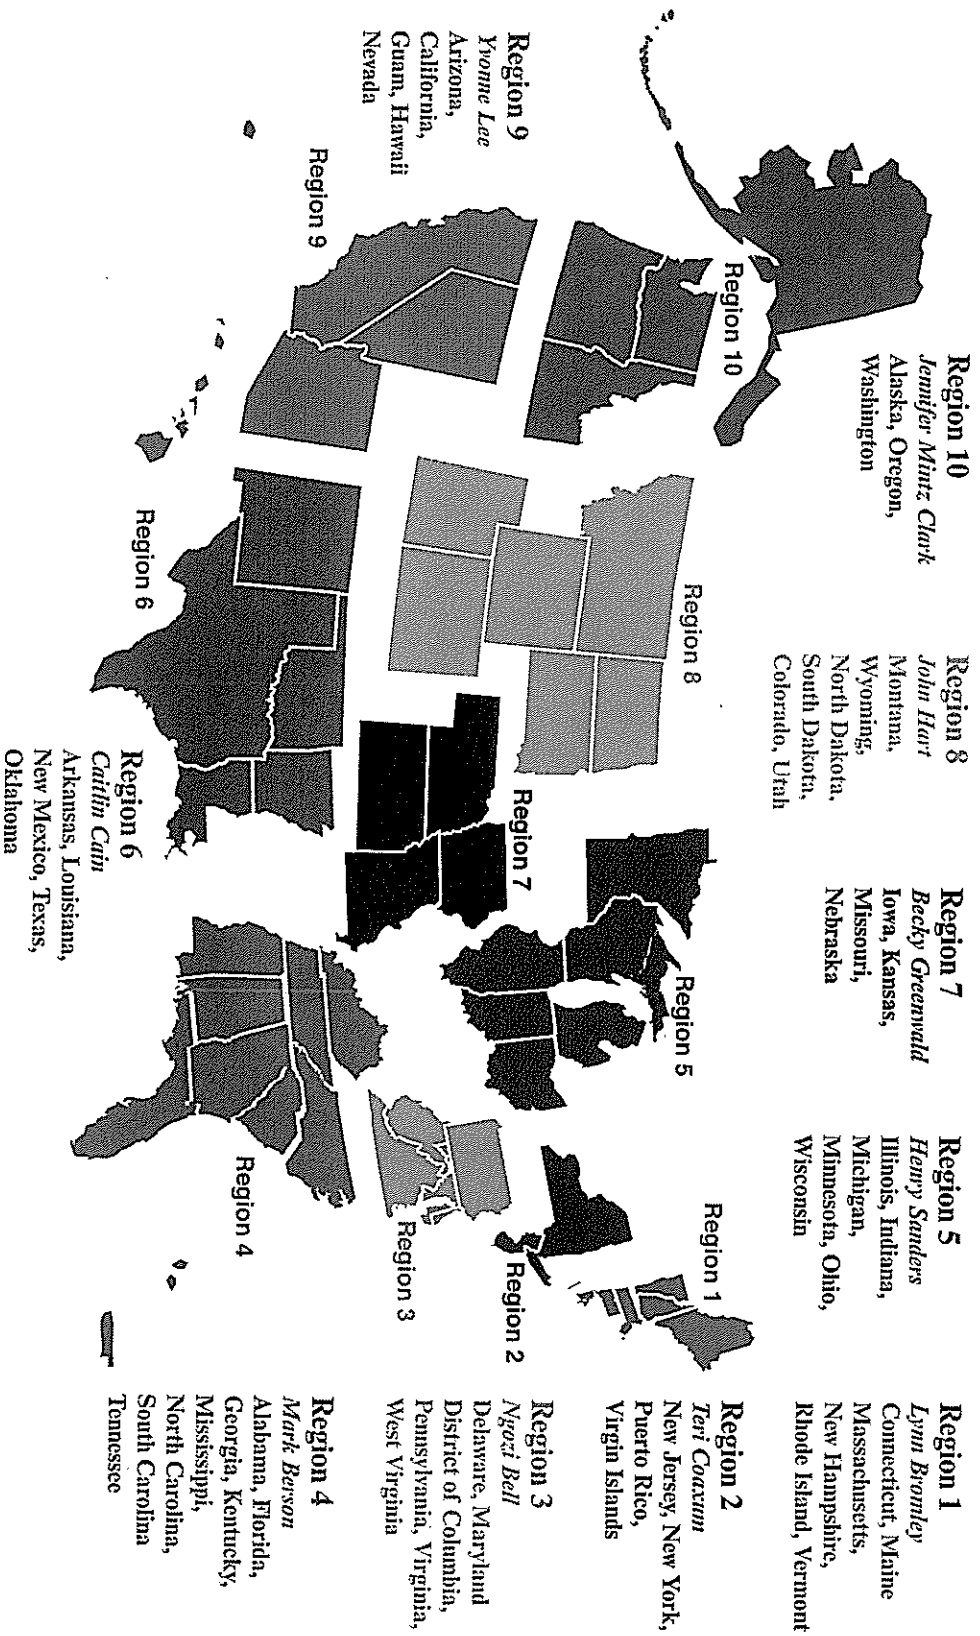 Region 10
Jennifer Mintz Clark
Alaska, Oregon,
Washington
Region 8
John Hart
Montana,
Wyoming,
North Dakota,
South Dakota,
Colorado, Utah
Region 7
Becky Greenwald
Iowa, Kansas,
Missouri,
Nebraska
Region 5
Henry Sanders
Illinois, Indiana,
Michigan,
Minnesota, Ohio,
Wisconsin
Region 1
Lynn Bromley
Connecticut, Maine
Massachusetts,
New Hampshire,
Rhode Island, Vermont
Region 2
Teri Coaxum
New Jersey, New York,
Puerto Rico,
Virgin Islands
Region 3
Ngozi Bell
Delaware, Maryland
District of Columbia,
Pennsylvania, Virginia,
West Virginia
Region 4
Mark Berson
Alabama, Florida,
Georgia, Kentucky,
Mississippi,
North Carolina,
South Carolina
Tennessee
Region 6
Caitlin Cain
Arkansas, Louisiana,
New Mexico, Texas,
Oklahoma
Region 9
Yvonne Lee
Arizona,
California,
Guam, Hawaii
Nevada
Region 10
Region 8
Region 7
Region 5
Region 1
Region 2
Region 3
Region 4
Region 6
Region 9